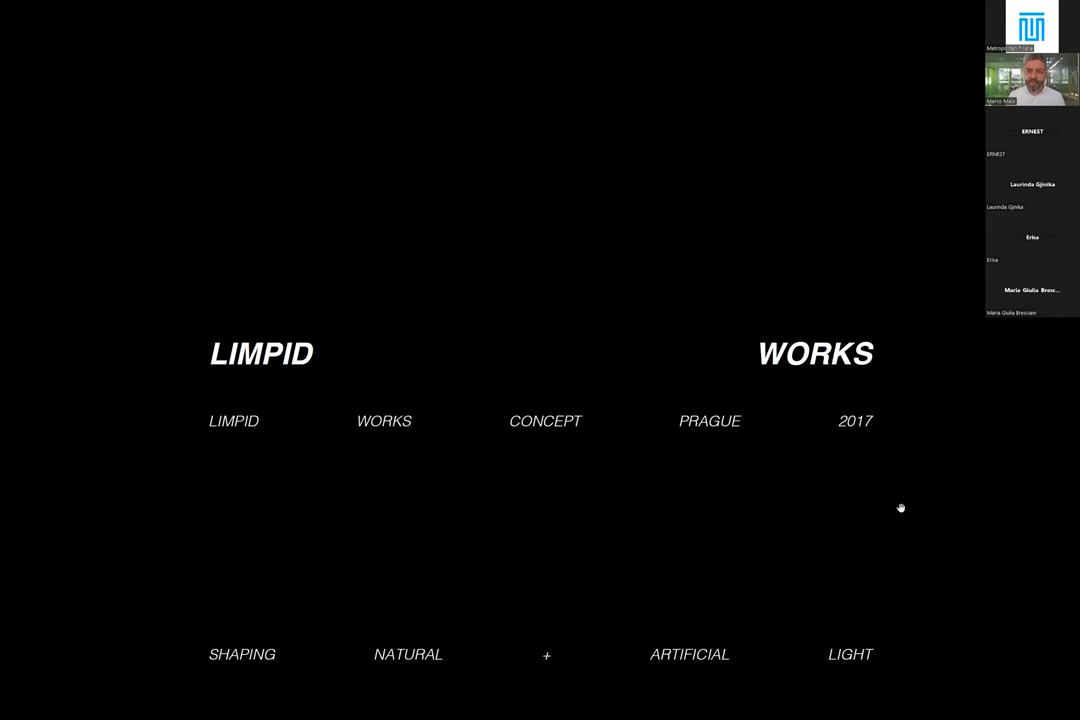 Metropolitan Tirana
Marco Maio
ERNEST
ERNEST
Laurinda Gjinika
Laurinda Gjinika
Erisa
Erisa
Maria Giulia Bresc...
Maria Giulia Bresciani
LIMPID WORKS
LIMPID WORKS CONCEPT PRAGUE 2017
SHAPING NATURAL + ARTIFICIAL LIGHT